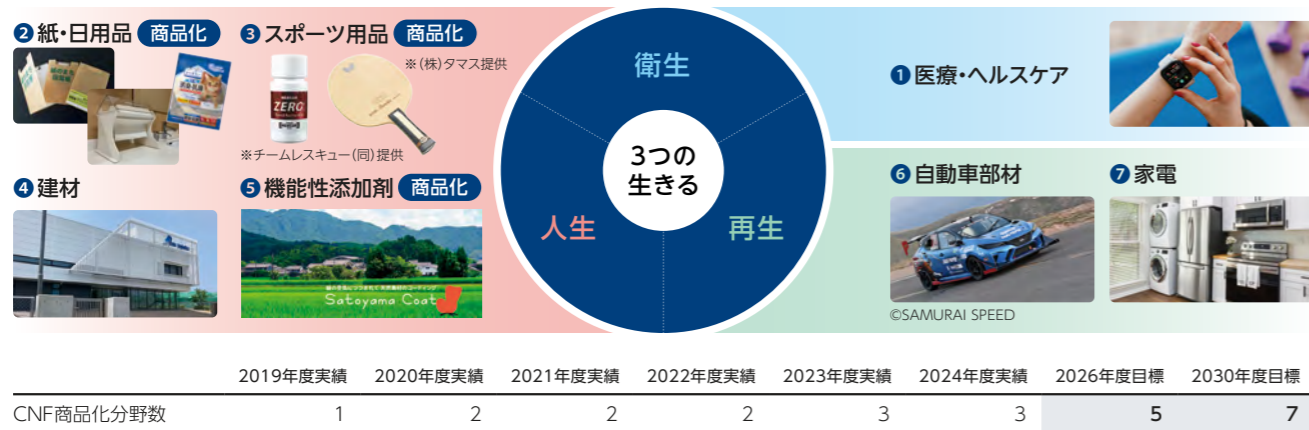 ❷紙・日用品 商品化
❸スポーツ用品 商品化
※(株)タマス提供
ZERO
※チームレスキュー(同)提供
❹建材
❺機能性添加剤 商品化
Satoyama Coat
衛生
3つの
生きる
人生
再生
❶医療・ヘルスケア
❻自動車部材
❼家電
©SAMURAI SPEED
2019年度実績 2020年度実績 2021年度実績 2022年度実績 2023年度実績 2024年度実績 2026年度目標 2030年度目標
CNF商品化分野数 1 2 2 2 3 3 5 7